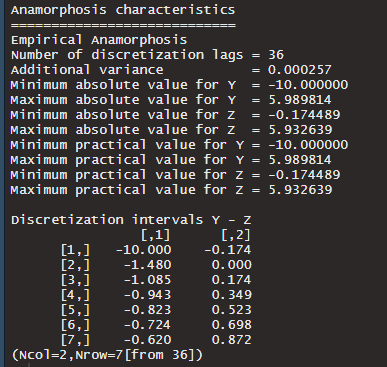 Anamorphosis characteristics
============================
Empirical Anamorphosis
Number of discretization lags = 36
Additional variance           = 0.000257
Minimum absolute value for Y  = -10.000000
Maximum absolute value for Y  = 5.989814
Minimum absolute value for Z  = -0.174489
Maximum absolute value for Z  = 5.932639
Minimum practical value for Y = -10.000000
Maximum practical value for Y = 5.989814
Minimum practical value for Z = -0.174489
Maximum practical value for Z = 5.932639

Discretization intervals Y - Z
                [,1]      [,2]
      [1,]   -10.000    -0.174
      [2,]    -1.480     0.000
      [3,]    -1.085     0.174
      [4,]    -0.943     0.349
      [5,]    -0.823     0.523
      [6,]    -0.724     0.698
      [7,]    -0.620     0.872
(Ncol=2,Nrow=7[from 36])